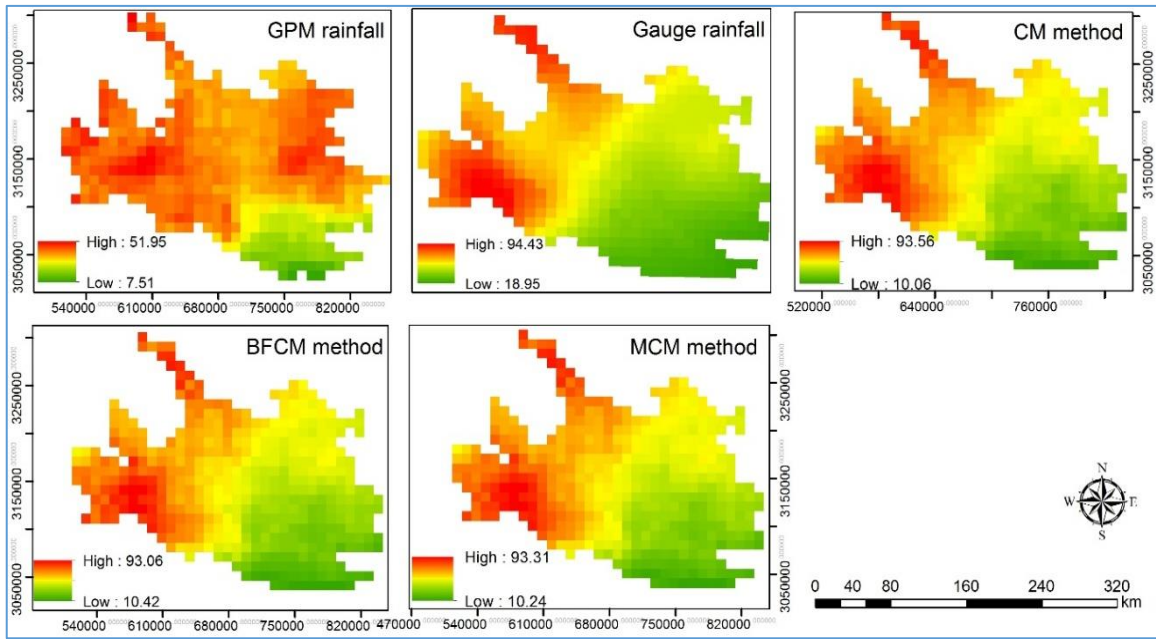 GPM rainfall
3250000
3150000
3050000
High : 51.95
Low : 7.51
540000 610000 680000 750000 820000
Gauge rainfall
High : 94.43
Low : 18.95
CM method
3250000
3150000
3050000
High : 93.56
Low : 10.06
520000 640000 760000
BFCM method
3250000
3150000
3050000
High : 93.06
Low : 10.42
540000 610000 680000 750000 820000
MCM method
3250000
3150000
3050000
High : 93.31
Low : 10.24
470000 540000 610000 680000 750000 820000
N
W E
S
0 40 80 160 240 320
km